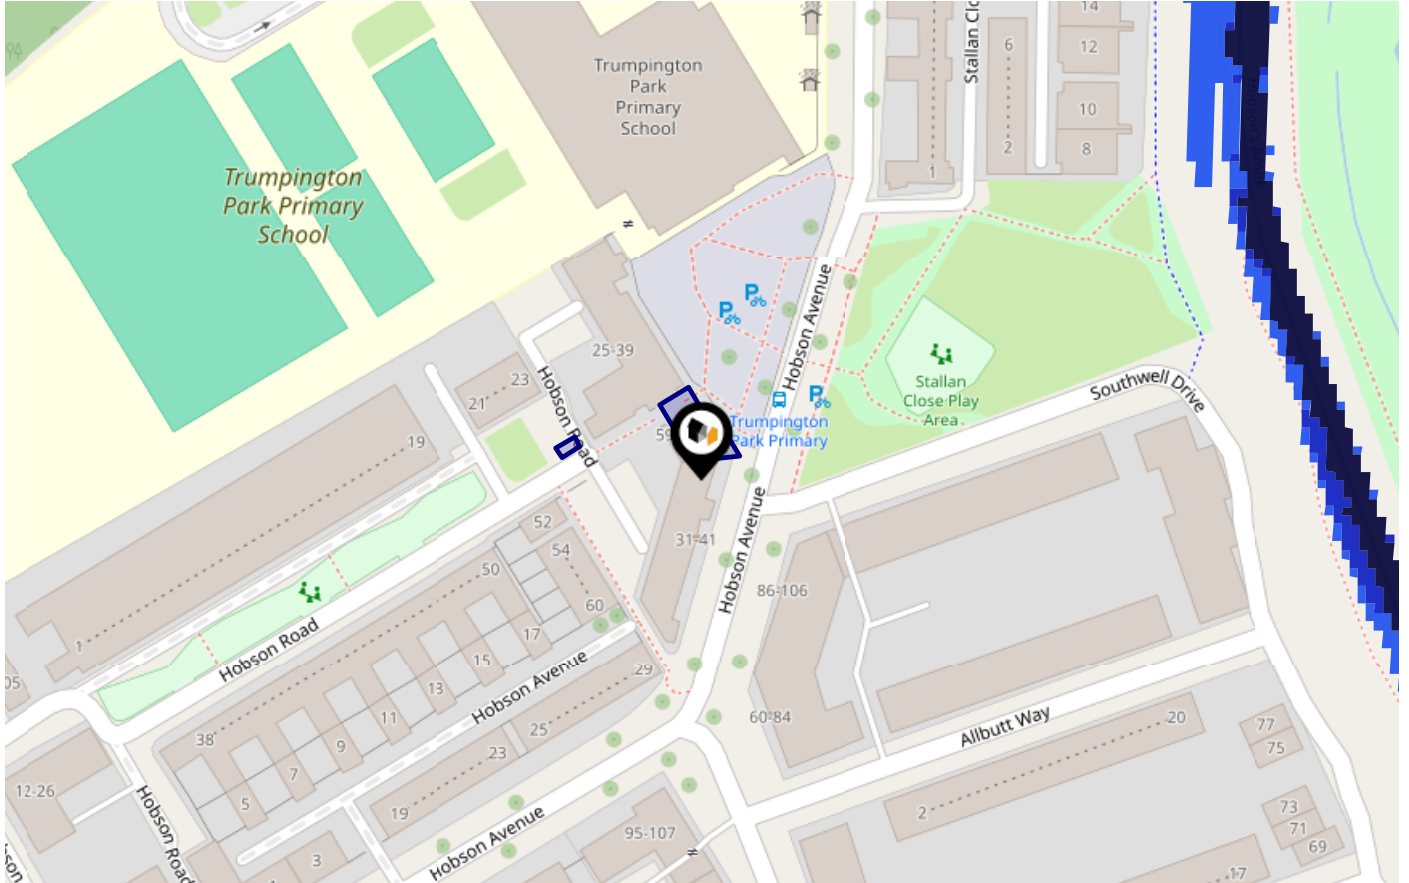 Trumpington
Park
Primary
School
Stallan Clo
14
6
12
10
2
8
1
Trumpington
Park Primary
School
P
P
Hobson Avenue
25-39
Stallan
Close Play
Area
P
Southwell Drive
23
21
Hobson Road
59
Trumpington
Park Primary
19
52
54
50
31-41
Hobson Avenue
86-106
60
17
15
13
11
9
7
5
38
1
Hobson Road
Hobson Avenue
29
25
23
19
05
60-84
Allbutt Way
20
77
75
73
71
69
2
17
12-26
Hobson Road
3
Hobson Avenue
95-107
son